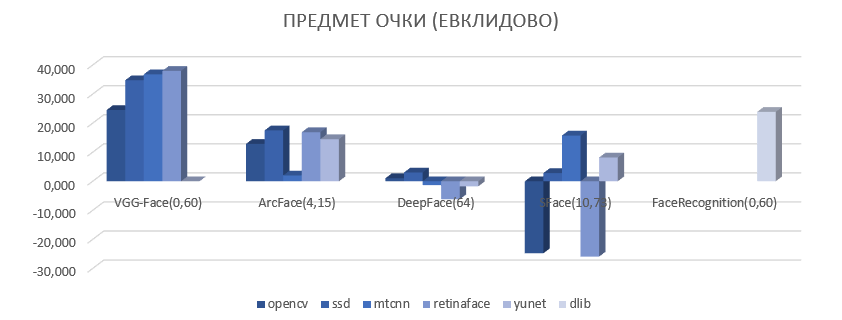 ПРЕДМЕТ ОЧКИ (ЕВКЛИДОВО)
40,000
30,000
20,000
10,000
0,000
-10,000
-20,000
-30,000
VGG-Face(0,60) ArcFace(4,15) DeepFace(64) SFace(10,73) FaceRecognition(0,60)
opencv ssd mtcnn retinaface yunet dlib